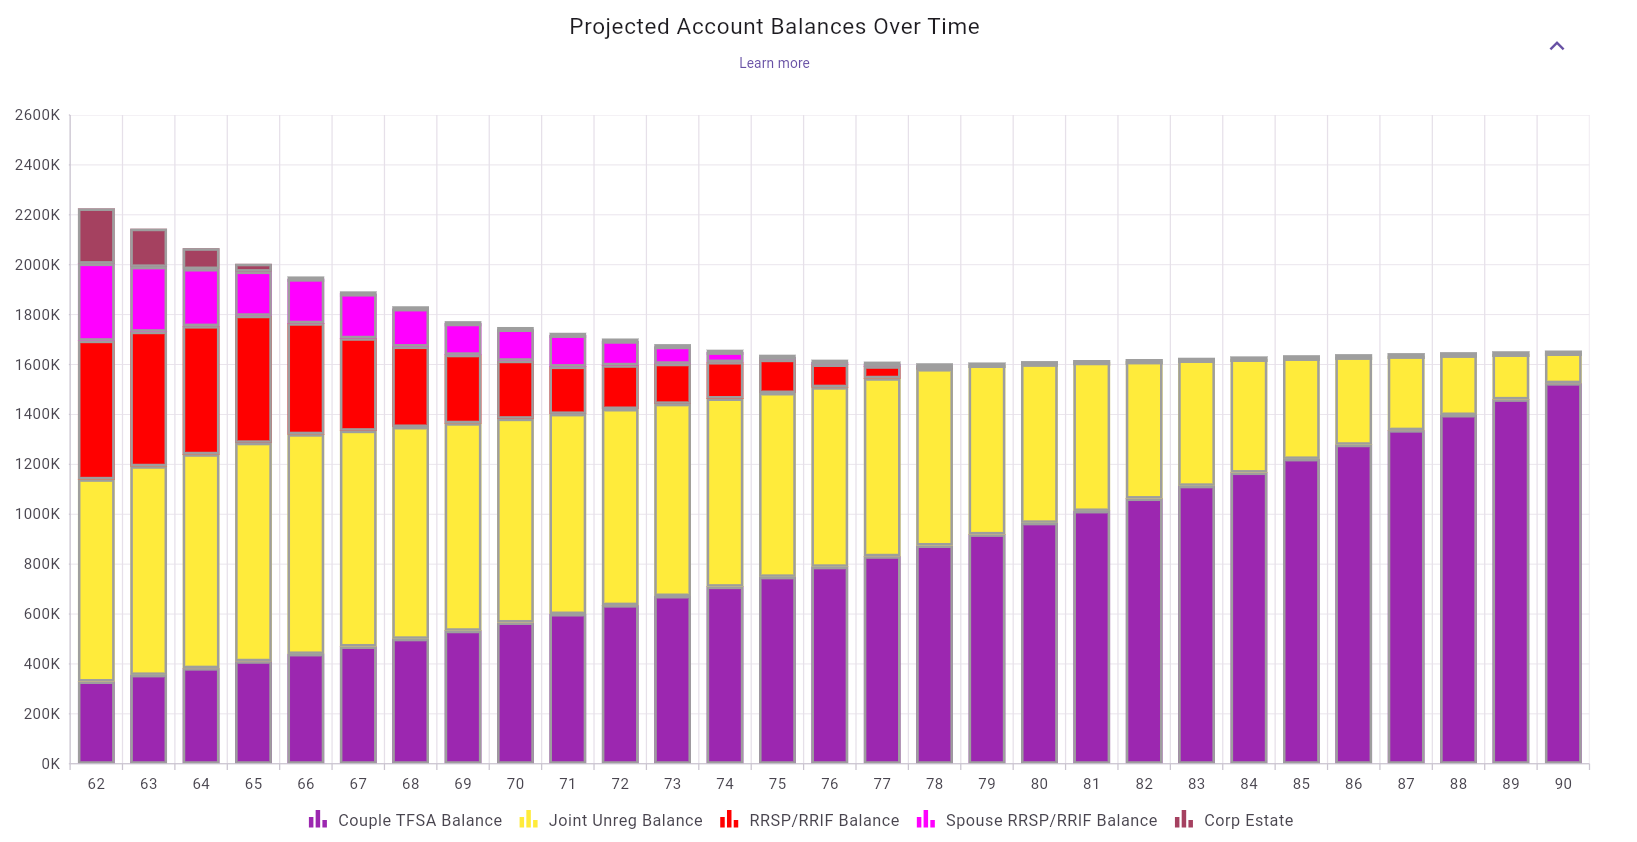 Projected Account Balances Over Time
Learn more
2600K
2400K
2200K
2000K
1800K
1600K
1400K
1200K
1000K
800K
600K
400K
200K
0K
62 63 64 65 66 67 68 69 70 71 72 73 74 75 76 77 78 79 80 81 82 83 84 85 86 87 88 89 90
Couple TFSA Balance Joint Unreg Balance RRSP/RRIF Balance Spouse RRSP/RRIF Balance Corp Estate